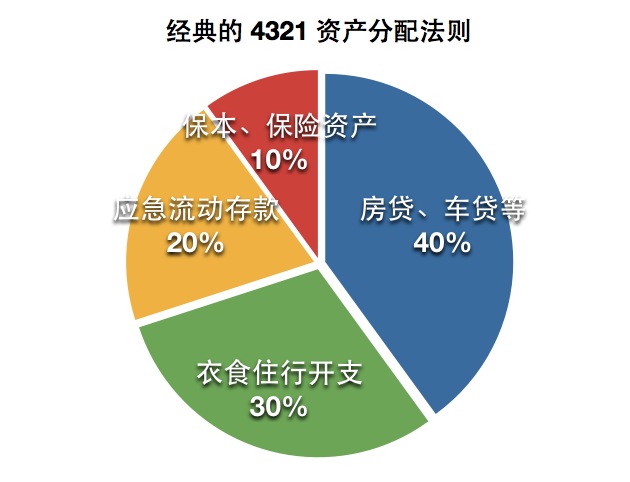 经典的 4321 资产分配法则
保本、保险资产
10%
房贷、车贷等
40%
应急流动存款
20%
衣食住行开支
30%